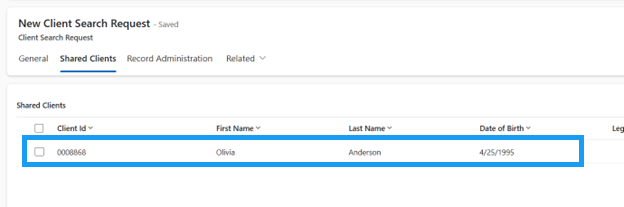 New Client Search Request - Saved
Client Search Request
General Shared Clients Record Administration Related
Shared Clients
Client Id First Name Last Name Date of Birth Leg
0008868 Olivia Anderson 4/25/1995